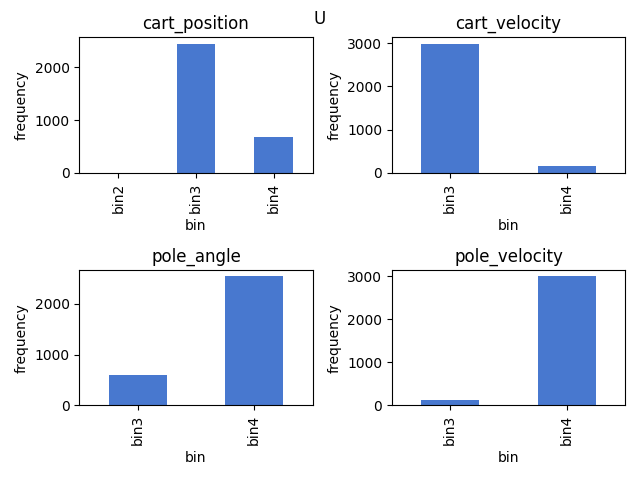 U
cart_position
frequency
2000
1000
0
bin2
bin3
bin4
bin
cart_velocity
frequency
3000
2000
1000
0
bin3
bin4
bin
pole_angle
frequency
2000
1000
0
bin3
bin4
bin
pole_velocity
frequency
3000
2000
1000
0
bin3
bin4
bin